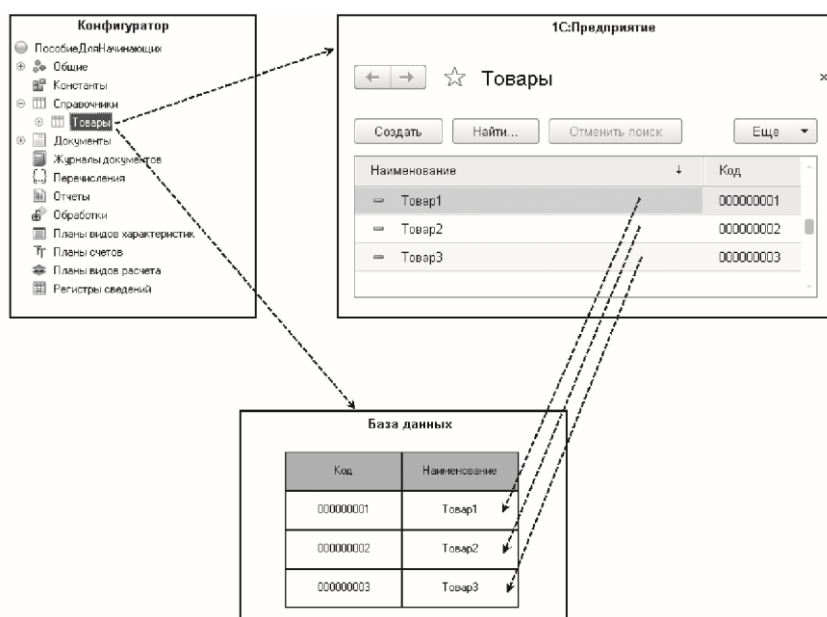 Конфигуратор
ПособиеДляНачинающих
Общие
Константы
Справочники
Товары
Документы
Журналы документов
Перечисления
Отчеты
Обработки
Планы видов характеристик
Планы счетов
Планы видов расчета
Регистры сведений
1С:Предприятие
Товары
Создать Найти... Отменить поиск Еще
Наименование Код
Товар1 000000001
Товар2 000000002
Товар3 000000003
База данных
Код Наименование
000000001 Товар1
000000002 Товар2
000000003 Товар3